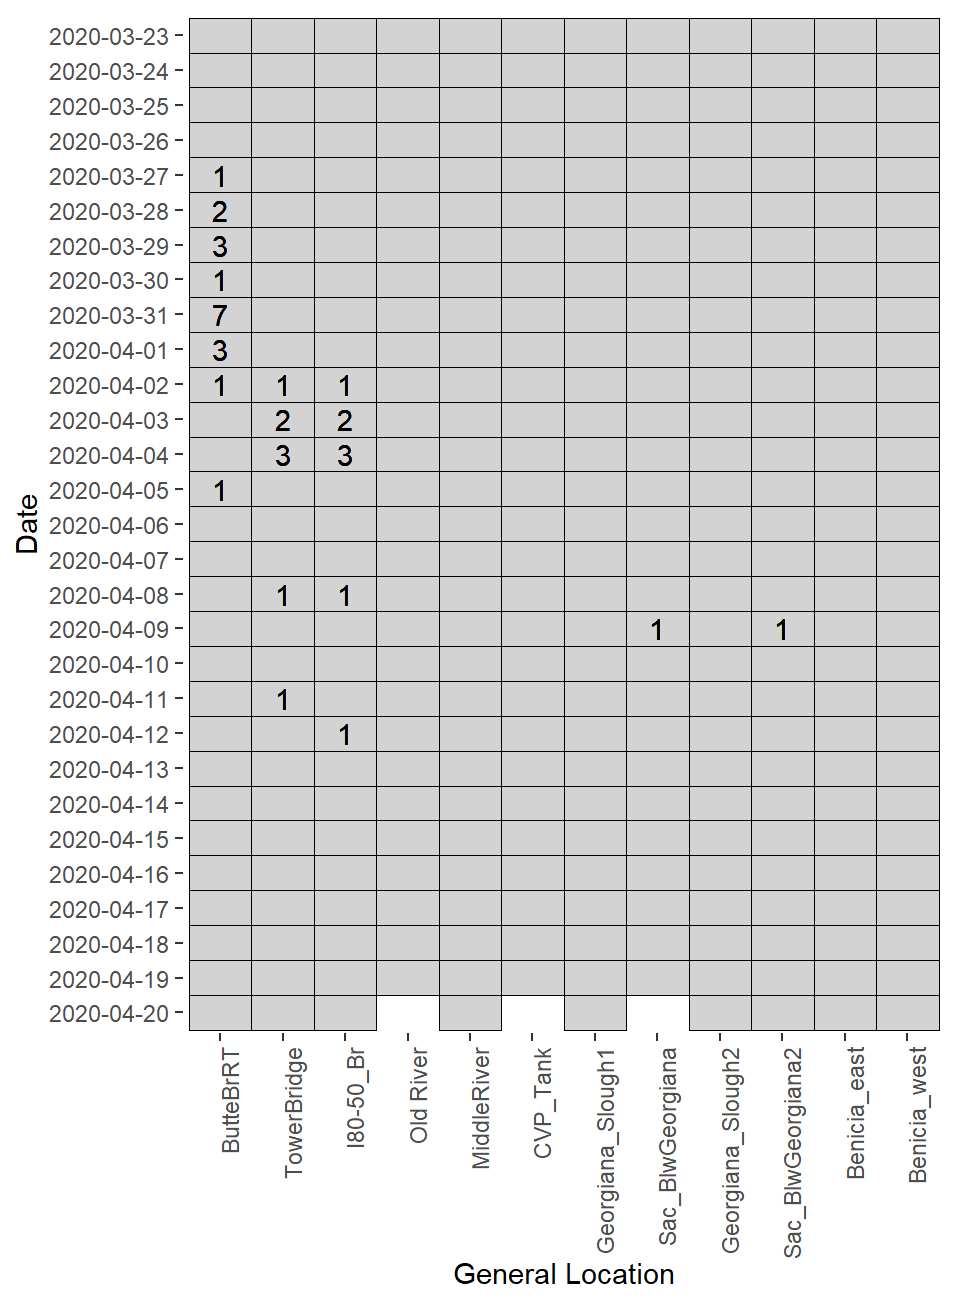 2020-03-23
2020-03-24
2020-03-25
2020-03-26
2020-03-27 1
2020-03-28 2
2020-03-29 3
2020-03-30 1
2020-03-31 7
2020-04-01 3
2020-04-02 1 1 1
2020-04-03 2 2
2020-04-04 3 3
2020-04-05 1
2020-04-06
2020-04-07
2020-04-08 1 1
2020-04-09 1 1
2020-04-10
2020-04-11 1
2020-04-12 1
2020-04-13
2020-04-14
2020-04-15
2020-04-16
2020-04-17
2020-04-18
2020-04-19
2020-04-20
Date
ButteBrRT
TowerBridge
I80-50_Br
Old River
MiddleRiver
CVP_Tank
Georgiana_Slough1
Sac_BlwGeorgiana
Georgiana_Slough2
Sac_BlwGeorgiana2
Benicia_east
Benicia_west
General Location